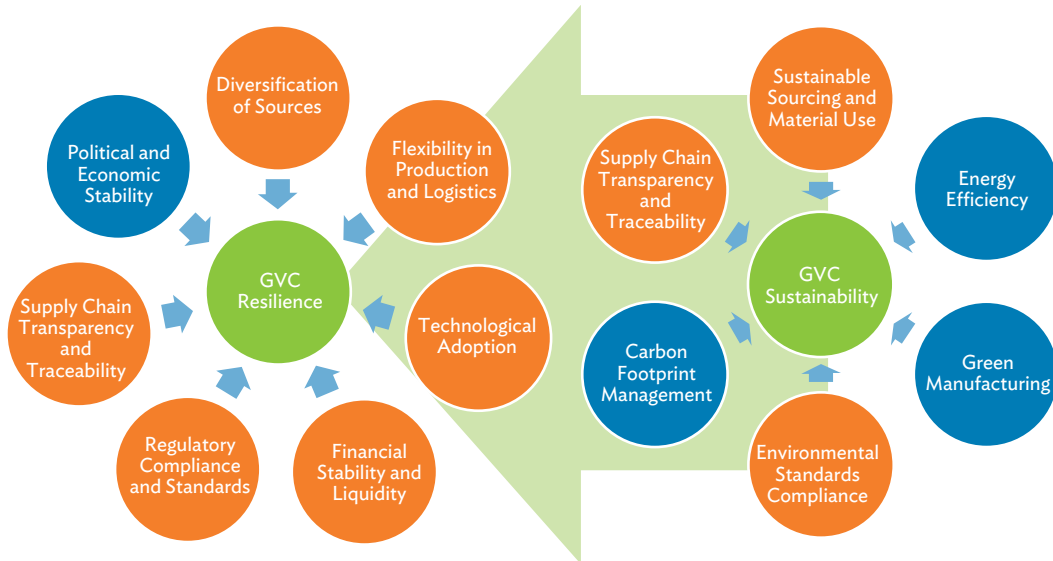 Diversification
of Sources
Political and
Economic
Stability
Flexibility in
Production
and Logistics
GVC
Resilience
Supply Chain
Transparency
and
Traceability
Technological
Adoption
Regulatory
Compliance
and Standards
Financial
Stability and
Liquidity
Sustainable
Sourcing and
Material Use
Supply Chain
Transparency
and
Traceability
Energy
Efficiency
GVC
Sustainability
Carbon
Footprint
Management
Green
Manufacturing
Environmental
Standards
Compliance